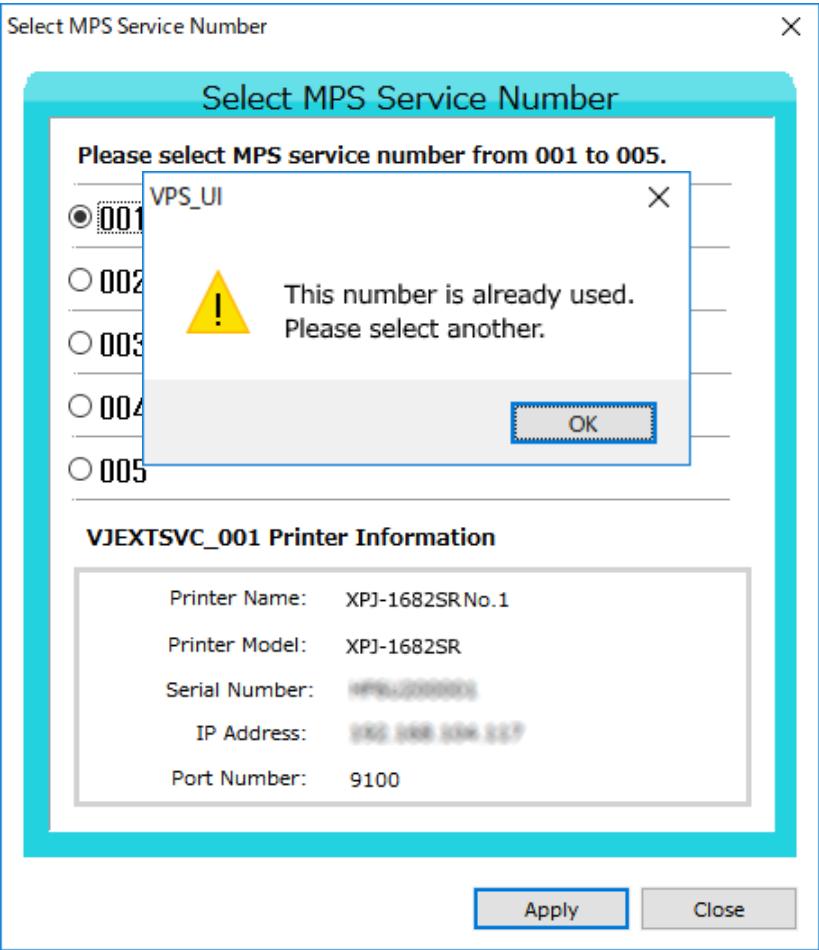 Select MPS Service Number
Select MPS Service Number
Please select MPS service number from 001 to 005.
VPS_UI
001
002
This number is already used.
Please select another.
003
004
OK
005
VJEXTSVC_001 Printer Information
Printer Name: XPJ-1682SR No.1
Printer Model: XPJ-1682SR
Serial Number:
IP Address:
Port Number: 9100
Apply Close